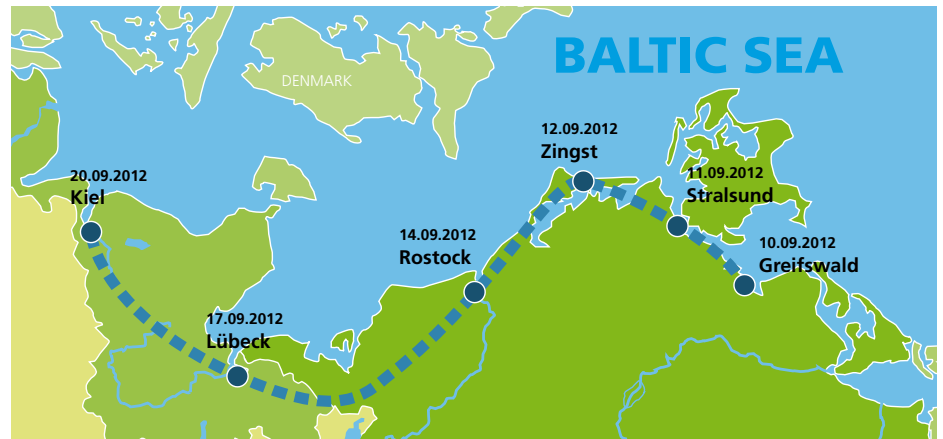 BALTIC SEA
DENMARK
12.09.2012
Zingst
20.09.2012
Kiel
11.09.2012
Stralsund
14.09.2012
Rostock
10.09.2012
Greifswald
17.09.2012
Lübeck